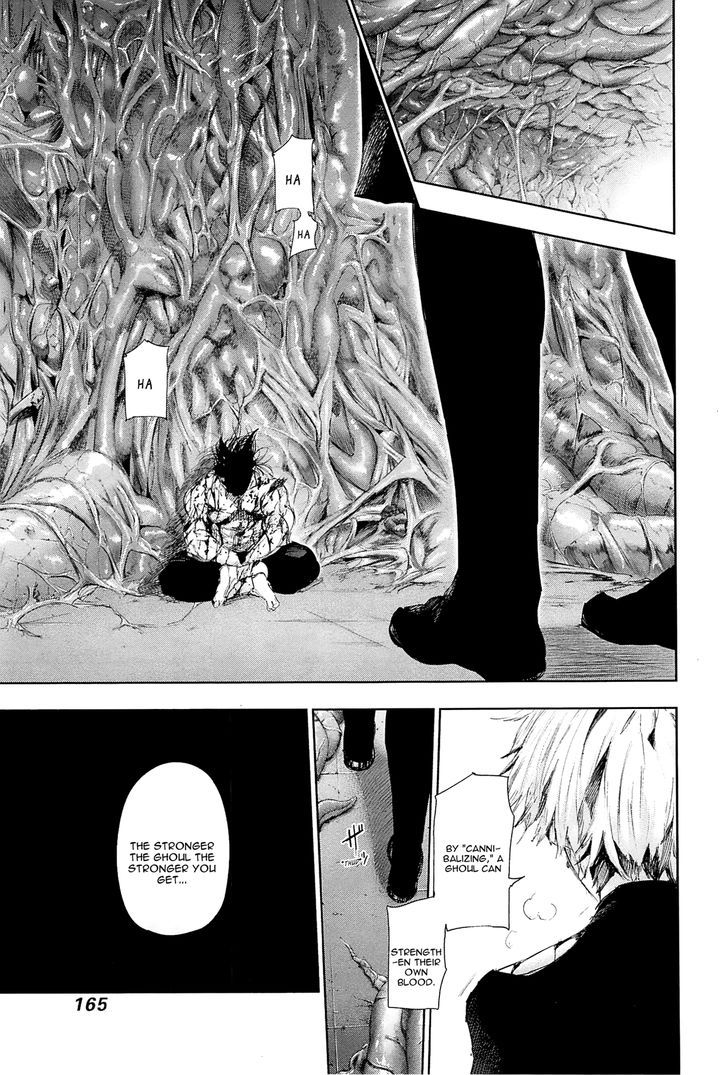 HA
HA
HA
BY "CANNI-
BALIZING," A
GHOUL CAN
STRENGTH
-EN THEIR
OWN
BLOOD.
THUD
THE STRONGER
THE GHOUL THE
STRONGER YOU
GET...
165